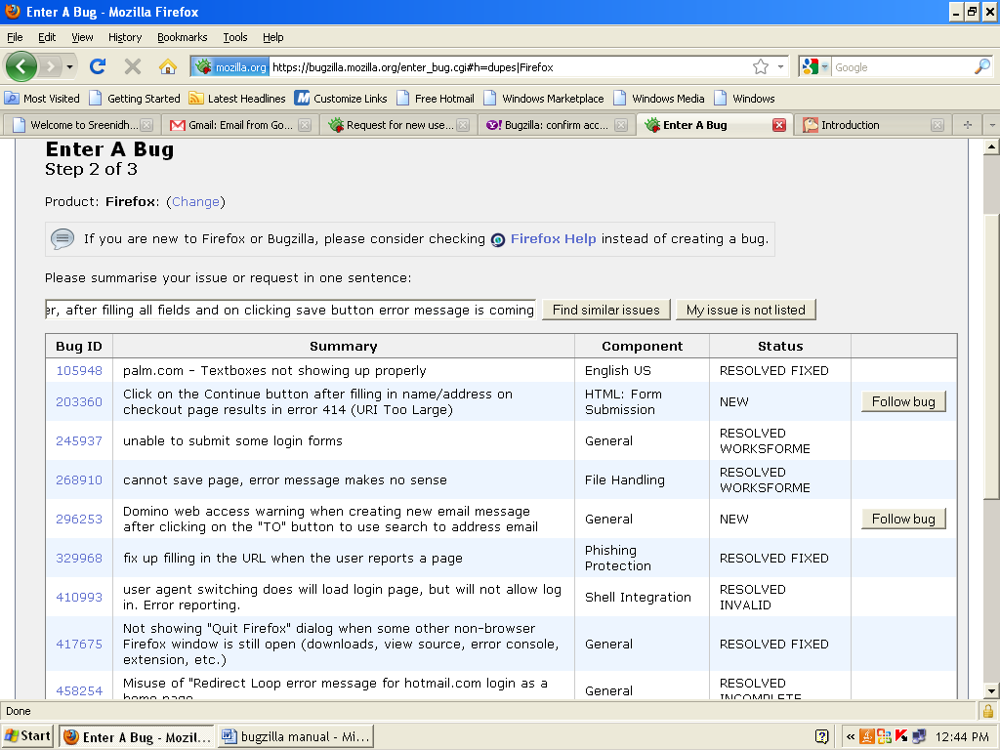 Enter A Bug - Mozilla Firefox
File Edit View History Bookmarks Tools Help
mozilla.org https://bugzilla.mozilla.org/enter_bug.cgi#h=dupes|Firefox Google
Most Visited Getting Started Latest Headlines Customize Links Free Hotmail Windows Marketplace Windows Media Windows
Welcome to Sreenidh... Gmail: Email from Go... Request for new use... Bugzilla: confirm acc... Enter A Bug Introduction
Enter A Bug
Step 2 of 3
Product: Firefox: (Change)
If you are new to Firefox or Bugzilla, please consider checking Firefox Help instead of creating a bug.
Please summarise your issue or request in one sentence:
er, after filling all fields and on clicking save button error message is coming Find similar issues My issue is not listed
Bug ID Summary Component Status
105948 palm.com - Textboxes not showing up properly English US RESOLVED FIXED
203360 Click on the Continue button after filling in name/address on
checkout page results in error 414 (URI Too Large) HTML: Form
Submission NEW Follow bug
245937 unable to submit some login forms General RESOLVED
WORKSFORME
268910 cannot save page, error message makes no sense File Handling RESOLVED
WORKSFORME
296253 Domino web access warning when creating new email message
after clicking on the "TO" button to use search to address email General NEW Follow bug
329968 fix up filling in the URL when the user reports a page Phishing
Protection RESOLVED FIXED
410993 user agent switching does will load login page, but will not allow log
in. Error reporting. Shell Integration RESOLVED
INVALID
417675 Not showing "Quit Firefox" dialog when some other non-browser
Firefox window is still open (downloads, view source, error console,
extension, etc.) General RESOLVED FIXED
458254 Misuse of "Redirect Loop error message for hotmail.com login as a
home page General RESOLVED
INCOMPLETE
Done
Start Enter A Bug - Mozil... bugzilla manual - Mi... 12:44 PM